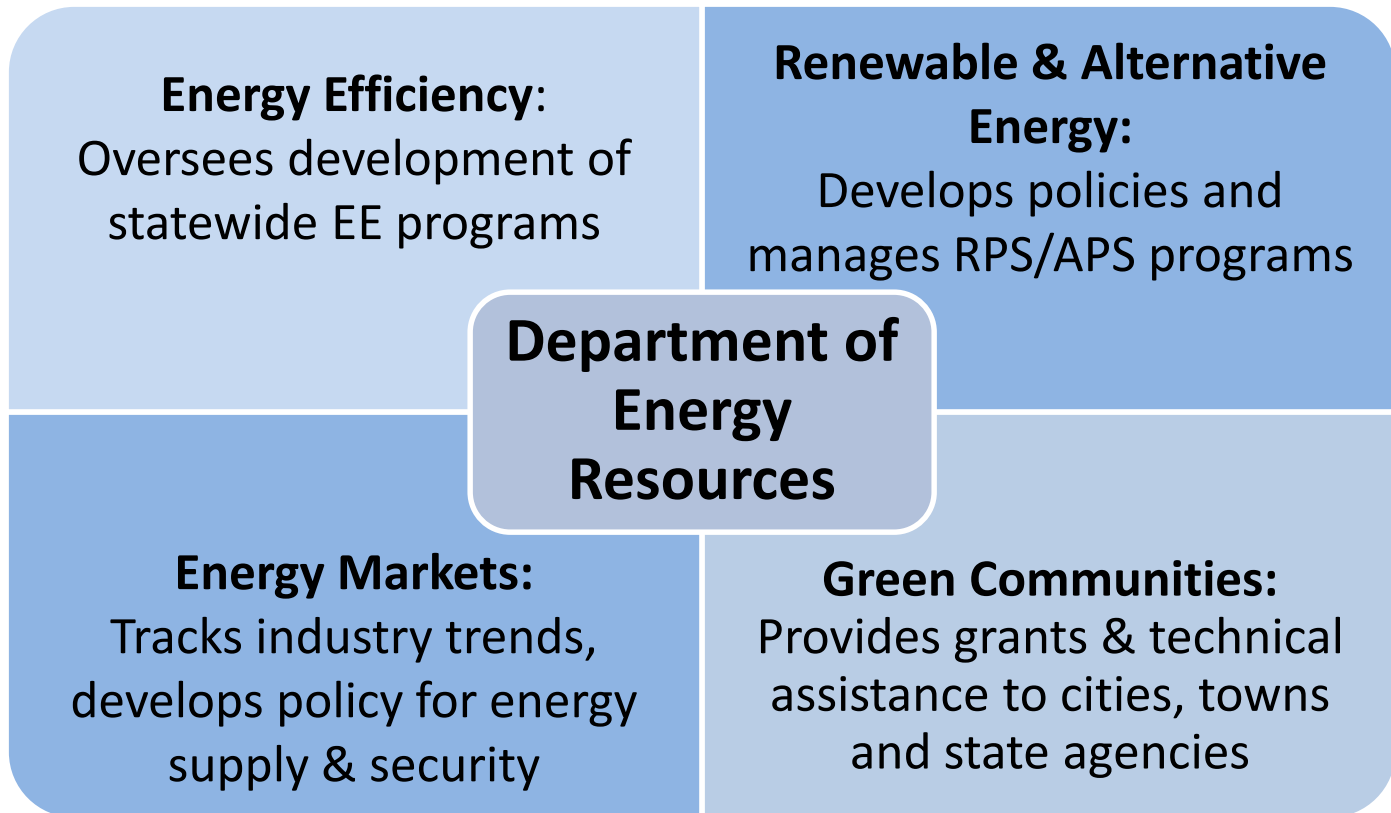 Energy Efficiency:
Oversees development of
statewide EE programs
Renewable & Alternative
Energy:
Develops policies and
manages RPS/APS programs
Department of
Energy
Resources
Energy Markets:
Tracks industry trends,
develops policy for energy
supply & security
Green Communities:
Provides grants & technical
assistance to cities, towns
and state agencies